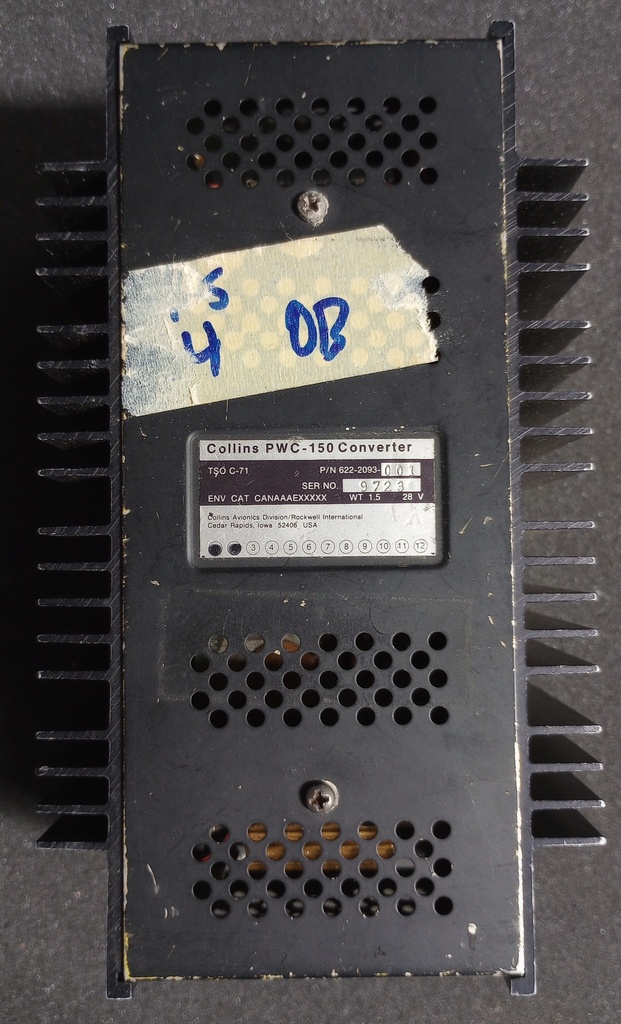 5
4 OB
Collins PWC-150 Converter
TSO C-71 P/N 622-2093-001
SER NO. 9723
ENV CAT CANAAAEXXXXX WT 1.5 28 V
Collins Avionics Division/Rockwell International
Cedar Rapids, Iowa 52406 USA
3 4 5 6 7 8 9 10 11 12